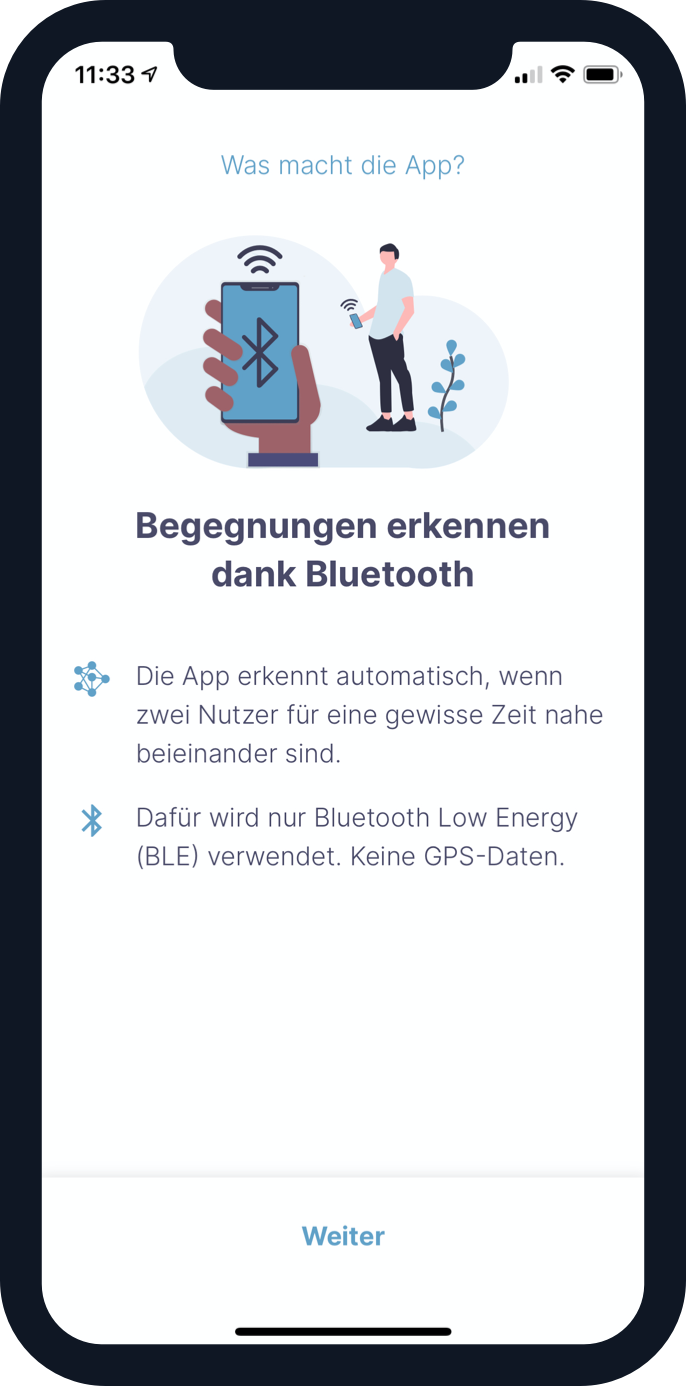 11:33
Was macht die App?
Begegnungen erkennen
dank Bluetooth
Die App erkennt automatisch, wenn
zwei Nutzer für eine gewisse Zeit nahe
beieinander sind.
Dafür wird nur Bluetooth Low Energy
(BLE) verwendet. Keine GPS-Daten.
Weiter